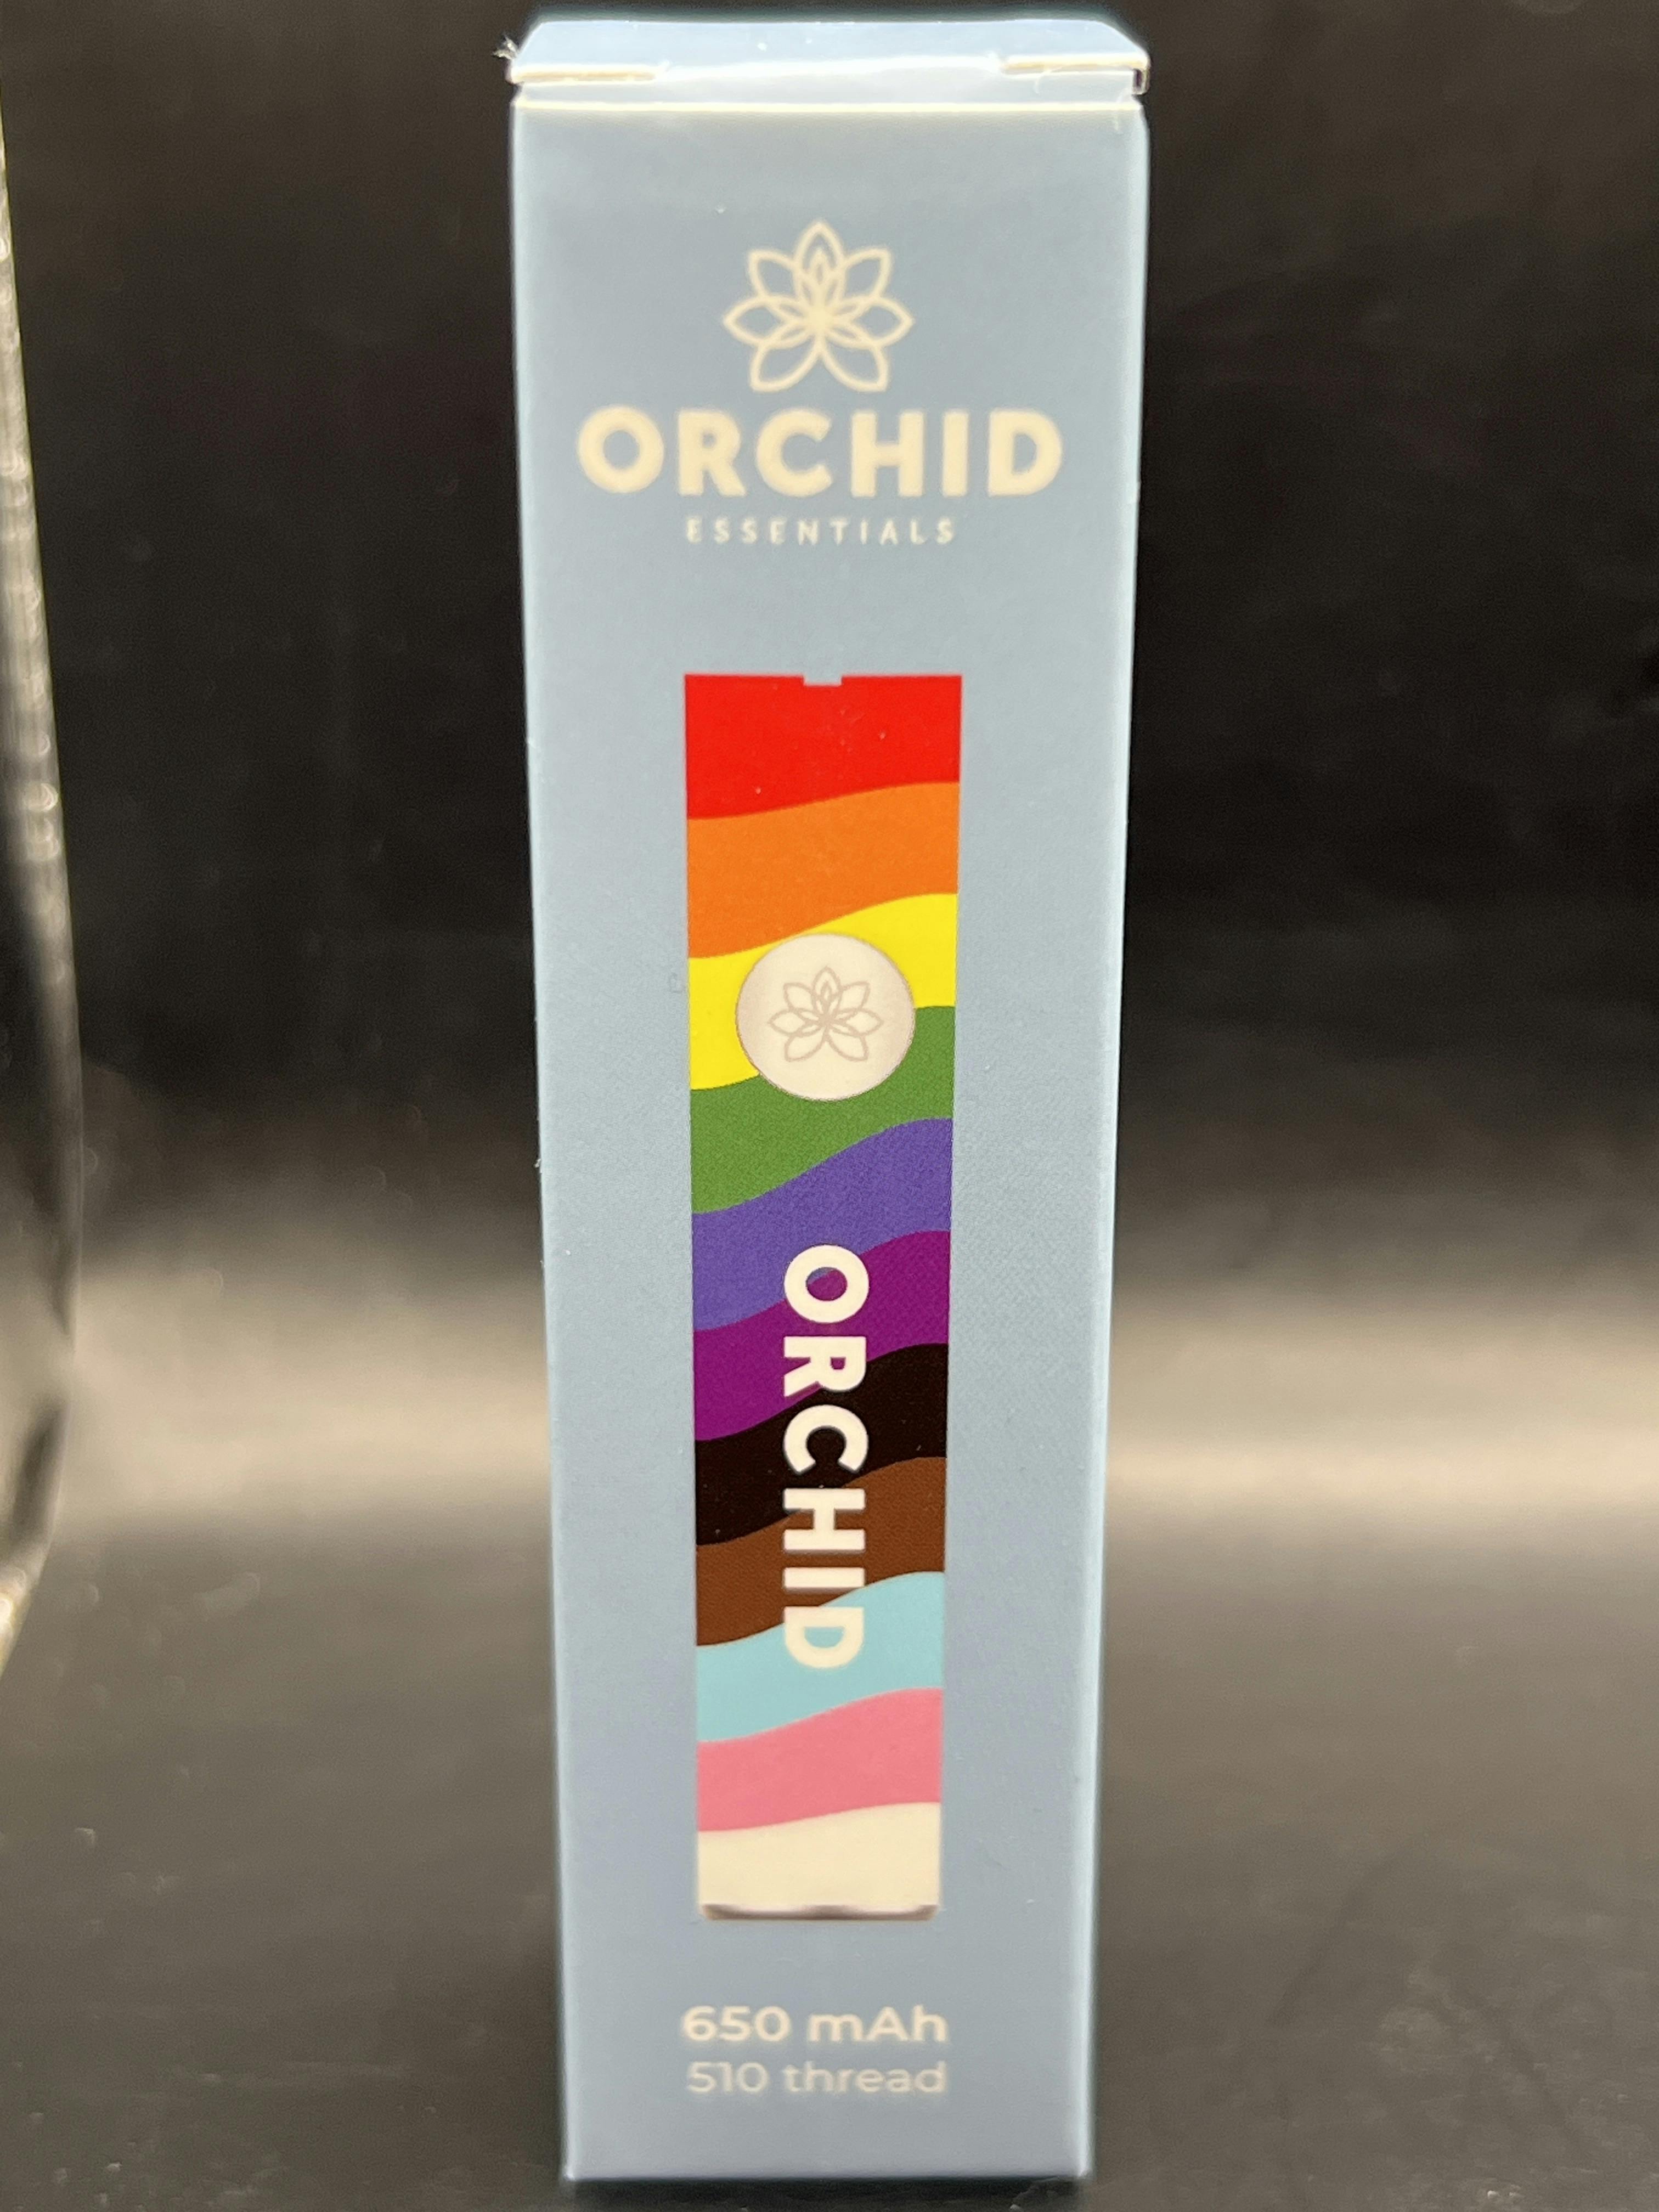 ORCHID
ESSENTIALS
ORCHID
650 mAh
510 thread